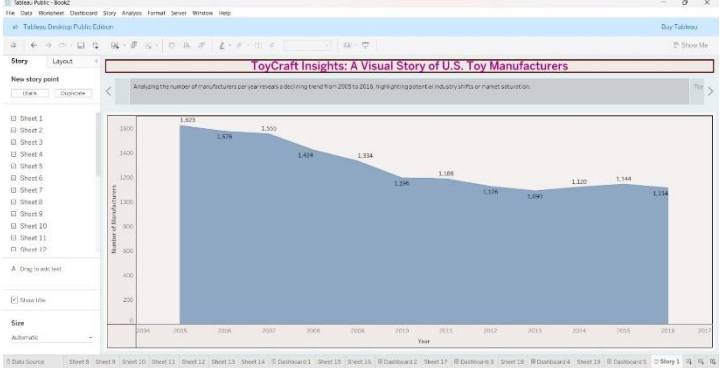 Tableau Public - Book2
File Data Worksheet Dashboard Story Analysis Format Server Window Help
Tableau Desktop Public Edition
Buy Tableau
Show Me
Story Layout
New story point
Blank Duplicate
Sheet 1
Sheet 2
Sheet 3
Sheet 4
Sheet 5
Sheet 6
Sheet 7
Sheet 8
Sheet 9
Sheet 10
Sheet 11
Sheet 12
A Drag to add text
Show title
Size
Automatic
ToyCraft Insights: A Visual Story of U.S. Toy Manufacturers
Analyzing the number of manufacturers per year reveals a declining trend from 2005 to 2016, highlighting potential industry shifts or market saturation.
Number of Manufacturers
1600
1400
1200
1000
800
600
400
200
0
1,623
1,576
1,555
1,424
1,334
1,196
1,188
1,126
1,090
1,120
1,144
1,114
2004 2005 2006 2007 2008 2009 2010 2011 2012 2013 2014 2015 2016 2017
Year
Data Source Sheet 8 Sheet 9 Sheet 10 Sheet 11 Sheet 12 Sheet 13 Sheet 14 Dashboard 1 Sheet 15 Sheet 16 Dashboard 2 Sheet 17 Dashboard 3 Sheet 18 Dashboard 4 Sheet 19 Dashboard 5 Story 1